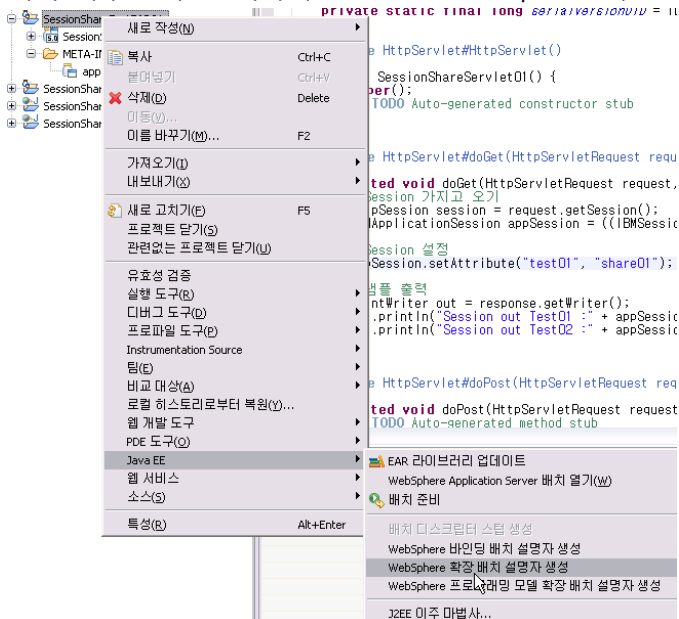 private static final long serialVersionUID = 
SessionShar
Session
META-IN
app
SessionShar
SessionShar
SessionShar
새로 작성(N)
복사 Ctrl+C
붙여넣기 Ctrl+V
삭제(D) Delete
이동(V)...
이름 바꾸기(M)... F2
가져오기(I)
내보내기(X)
새로 고치기(F) F5
프로젝트 닫기(S)
관련없는 프로젝트 닫기(U)
유효성 검증
실행 도구(R)
디버그 도구(D)
프로파일 도구(P)
Instrumentation Source
팀(E)
비교 대상(A)
로컬 히스토리로부터 복원(Y)...
웹 개발 도구
PDE 도구(O)
Java EE
웹 서비스
소스(S)
특성(R) Alt+Enter
e HttpServlet#HttpServlet()
SessionShareServlet01() {
per();
TODO Auto-generated constructor stub
e HttpServlet#doGet(HttpServletRequest requ
ted void doGet(HttpServletRequest request,
Session 가지고 오기
pSession session = request.getSession();
MApplicationSession appSession = ((IBMSessio
Session 설정
pSession.setAttribute("test01", "share01");
샘플 출력
ntWriter out = response.getWriter();
.println("Session out Test01 :" + appSessio
.println("Session out Test02 :" + appSessio
e HttpServlet#doPost(HttpServletRequest req
ted void doPost(HttpServletRequest request
TODO Auto-generated method stub
EAR 라이브러리 업데이트
WebSphere Application Server 배치 열기(W)
배치 준비
배치 디스크립터 스텁 생성
WebSphere 바인딩 배치 설명자 생성
WebSphere 확장 배치 설명자 생성
WebSphere 프로그래밍 모델 확장 배치 설명자 생성
J2EE 이주 마법사...